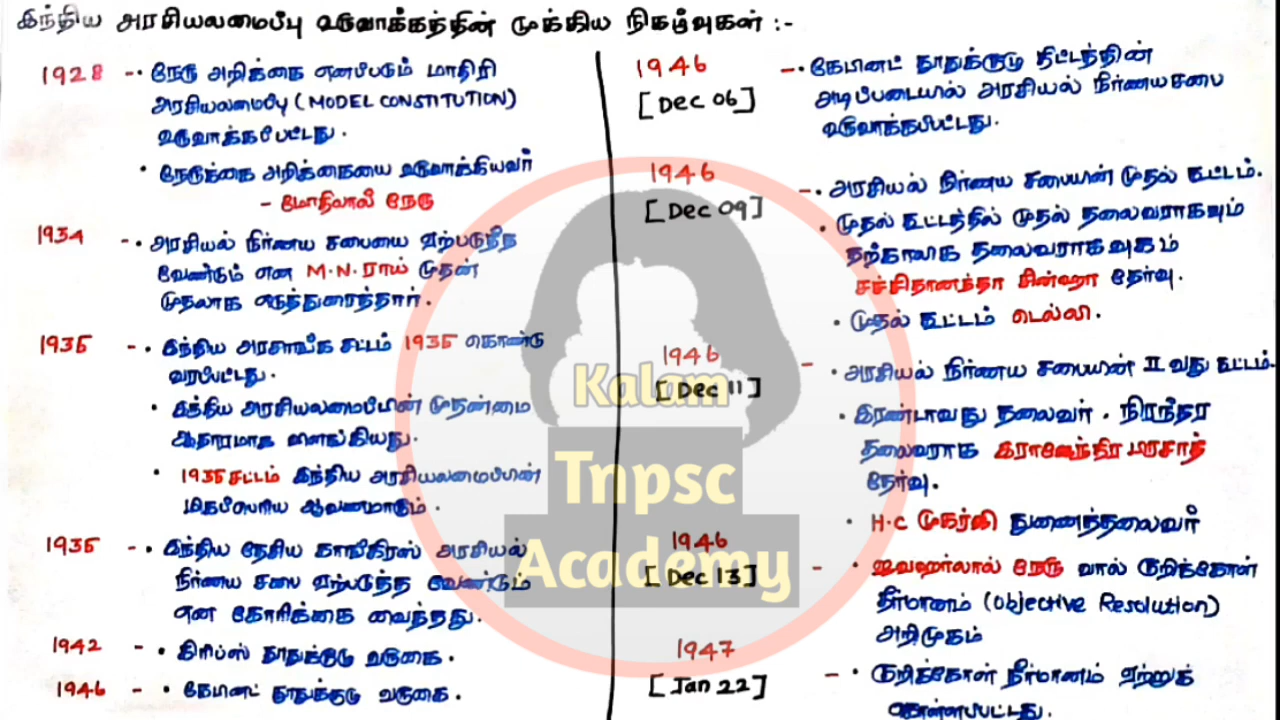 இந்திய அரசியலமைப்பு உருவாக்கத்தின் முக்கிய நிகழ்வுகள் :-
1928 -• நேரு அறிக்கை எனப்படும் மாதிரி
அரசியலமைப்பு (MODEL CONSTITUTION)
உருவாக்கப்பட்டது.
• நேருக்கை அறிக்கையை உருவாக்கியவர்
- மோதிலால் நேரு
1934 -• அரசியல் நிர்ணய சபையை ஏற்படுத்த
வேண்டும் என M.N. ராய் முதன்
முதலாக எடுத்துரைத்தார்.
1935 -• இந்திய அரசாங்க சட்டம் 1935 கொண்டு
வரப்பட்டது.
• இந்திய அரசியலமைப்பின் முதன்மை
ஆதாரமாக விளங்கியது.
• 1935 சட்டம் இந்திய அரசியலமைப்பின்
மிகப்பெரிய ஆவணமாகும்.
1935 -• இந்திய தேசிய காங்கிரஸ் அரசியல்
நிர்ணய சபை ஏற்படுத்த வேண்டும்
என கோரிக்கை வைத்தது.
1942 -• கிரிப்ஸ் தூதுக்குழு வருகை.
1946 -• கேபினட் தூதுக்குழு வருகை.
1946
[Dec 06]
-• கேபினட் தூதுக்குழு திட்டத்தின்
அடிப்படையில் அரசியல் நிர்ணய சபை
உருவாக்கப்பட்டது.
1946
[Dec 09]
-• அரசியல் நிர்ணய சபையின் முதல் கூட்டம்.
• முதல் கூட்டத்தில் முதல் தலைவராகவும்
தற்காலிக தலைவராகவும்
சச்சிதானந்தா சின்ஹா தேர்வு.
• முதல் கூட்டம் டெல்லி.
1946
[Dec 11]
-• அரசியல் நிர்ணய சபையின் II வது கூட்டம்.
• இரண்டாவது தலைவர். நிரந்தர
தலைவராக இராஜேந்திர பிரசாத்
தேர்வு.
• H.C முகர்ஜி துணைத்தலைவர்
1946
[Dec 13]
-• ஜவஹர்லால் நேரு வால் குறிக்கோள்
தீர்மானம் (Objective Resolution)
அறிமுகம்
1947
[Jan 22]
-• குறிக்கோள் தீர்மானம் ஏற்றுக்
கொள்ளப்பட்டது.
Kalam
Tnpsc
Academy